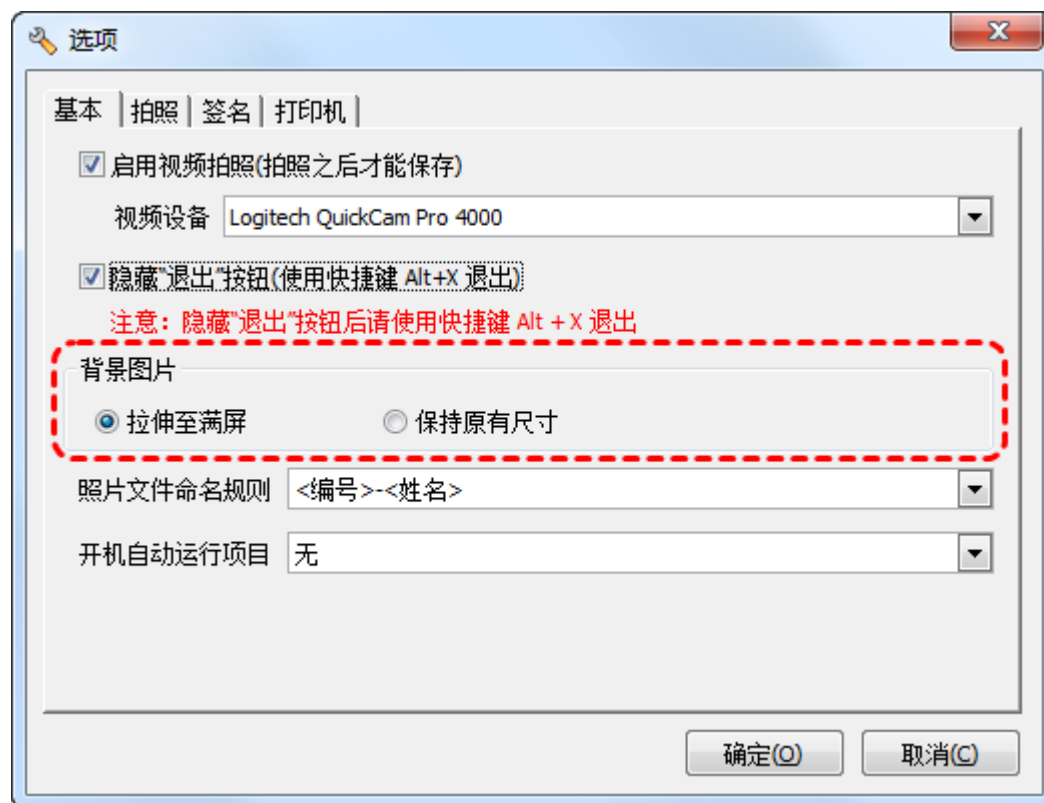 选项
基本 拍照 签名 打印机
启用视频拍照(拍照之后才能保存)
视频设备 Logitech QuickCam Pro 4000
隐藏"退出"按钮(使用快捷键 Alt+X 退出)
注意：隐藏"退出"按钮后请使用快捷键 Alt + X 退出
背景图片
拉伸至满屏 保持原有尺寸
照片文件命名规则 <编号>-<姓名>
开机自动运行项目 无
确定(O) 取消(C)